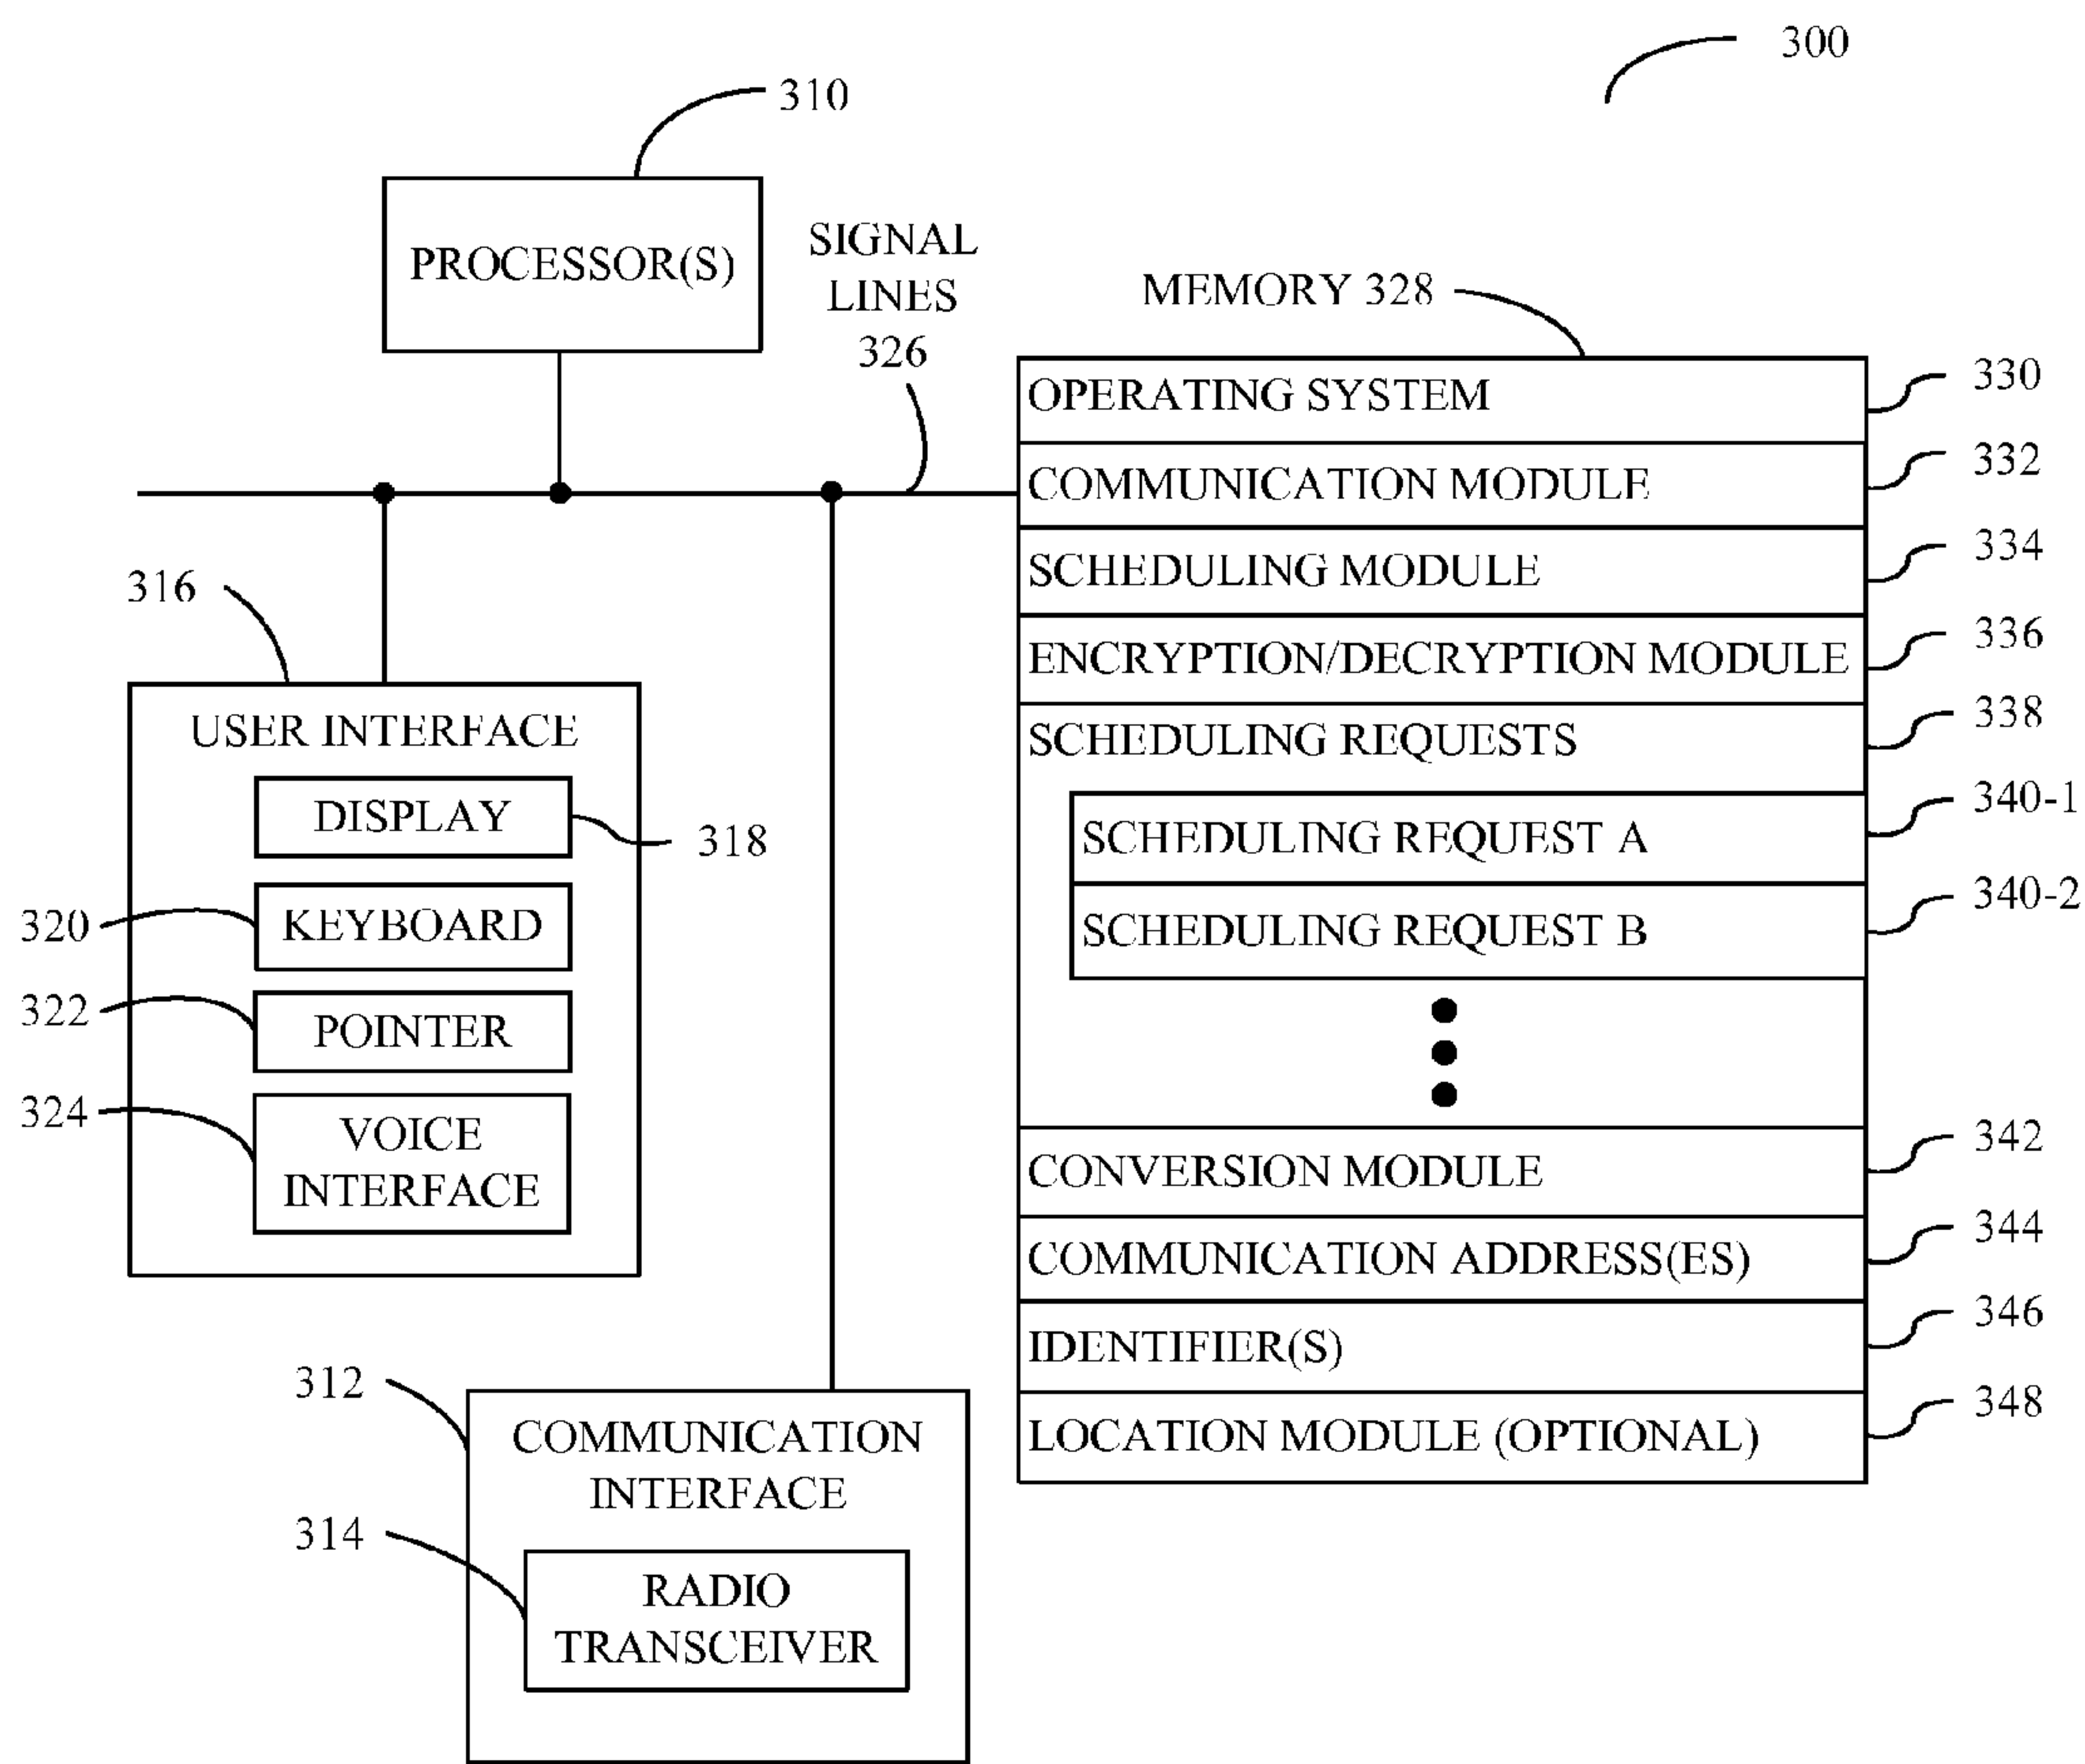 300
310
PROCESSOR(S)
SIGNAL
LINES
326
MEMORY 328
OPERATING SYSTEM
330
COMMUNICATION MODULE
332
SCHEDULING MODULE
334
ENCRYPTION/DECRYPTION MODULE
336
SCHEDULING REQUESTS
338
SCHEDULING REQUEST A
340-1
SCHEDULING REQUEST B
340-2
CONVERSION MODULE
342
COMMUNICATION ADDRESS(ES)
344
IDENTIFIER(S)
346
LOCATION MODULE (OPTIONAL)
348
316
USER INTERFACE
DISPLAY
318
320
KEYBOARD
322
POINTER
324
VOICE
INTERFACE
312
COMMUNICATION
INTERFACE
314
RADIO
TRANSCEIVER